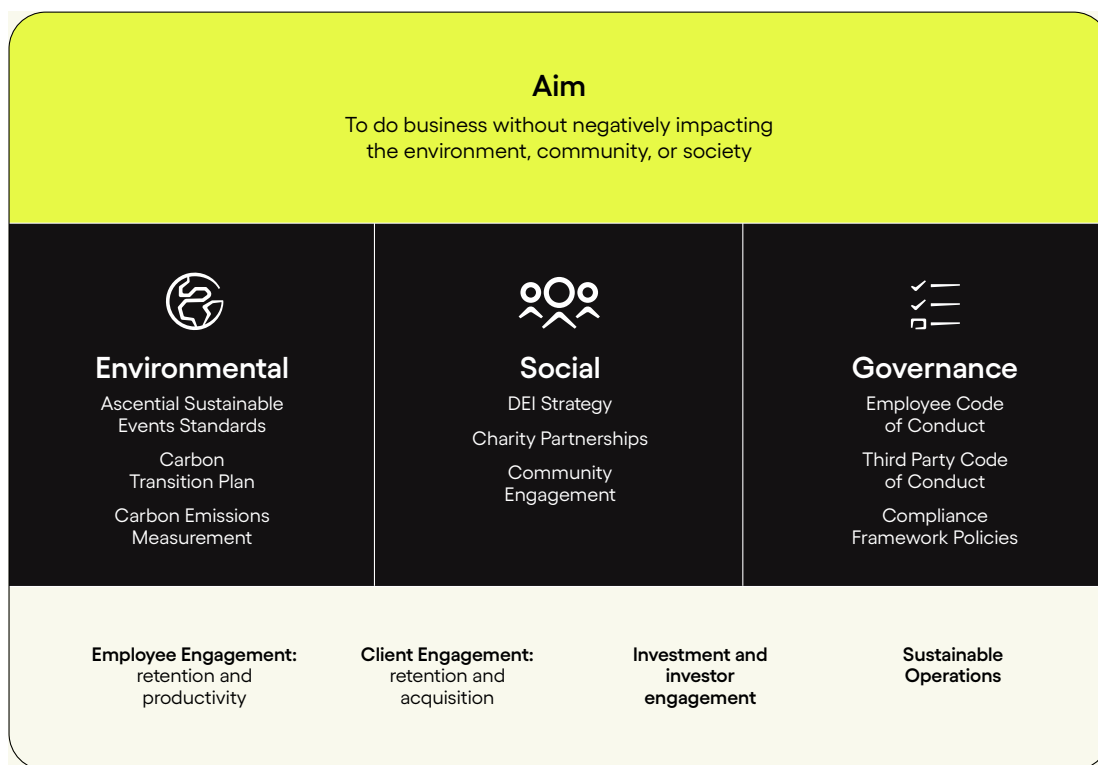 Aim
To do business without negatively impacting
the environment, community, or society
Environmental
Ascential Sustainable
Events Standards
Carbon
Transition Plan
Carbon Emissions
Measurement
Social
DEI Strategy
Charity Partnerships
Community
Engagement
Governance
Employee Code
of Conduct
Third Party Code
of Conduct
Compliance
Framework Policies
Employee Engagement:
retention and
productivity
Client Engagement:
retention and
acquisition
Investment and
investor
engagement
Sustainable
Operations